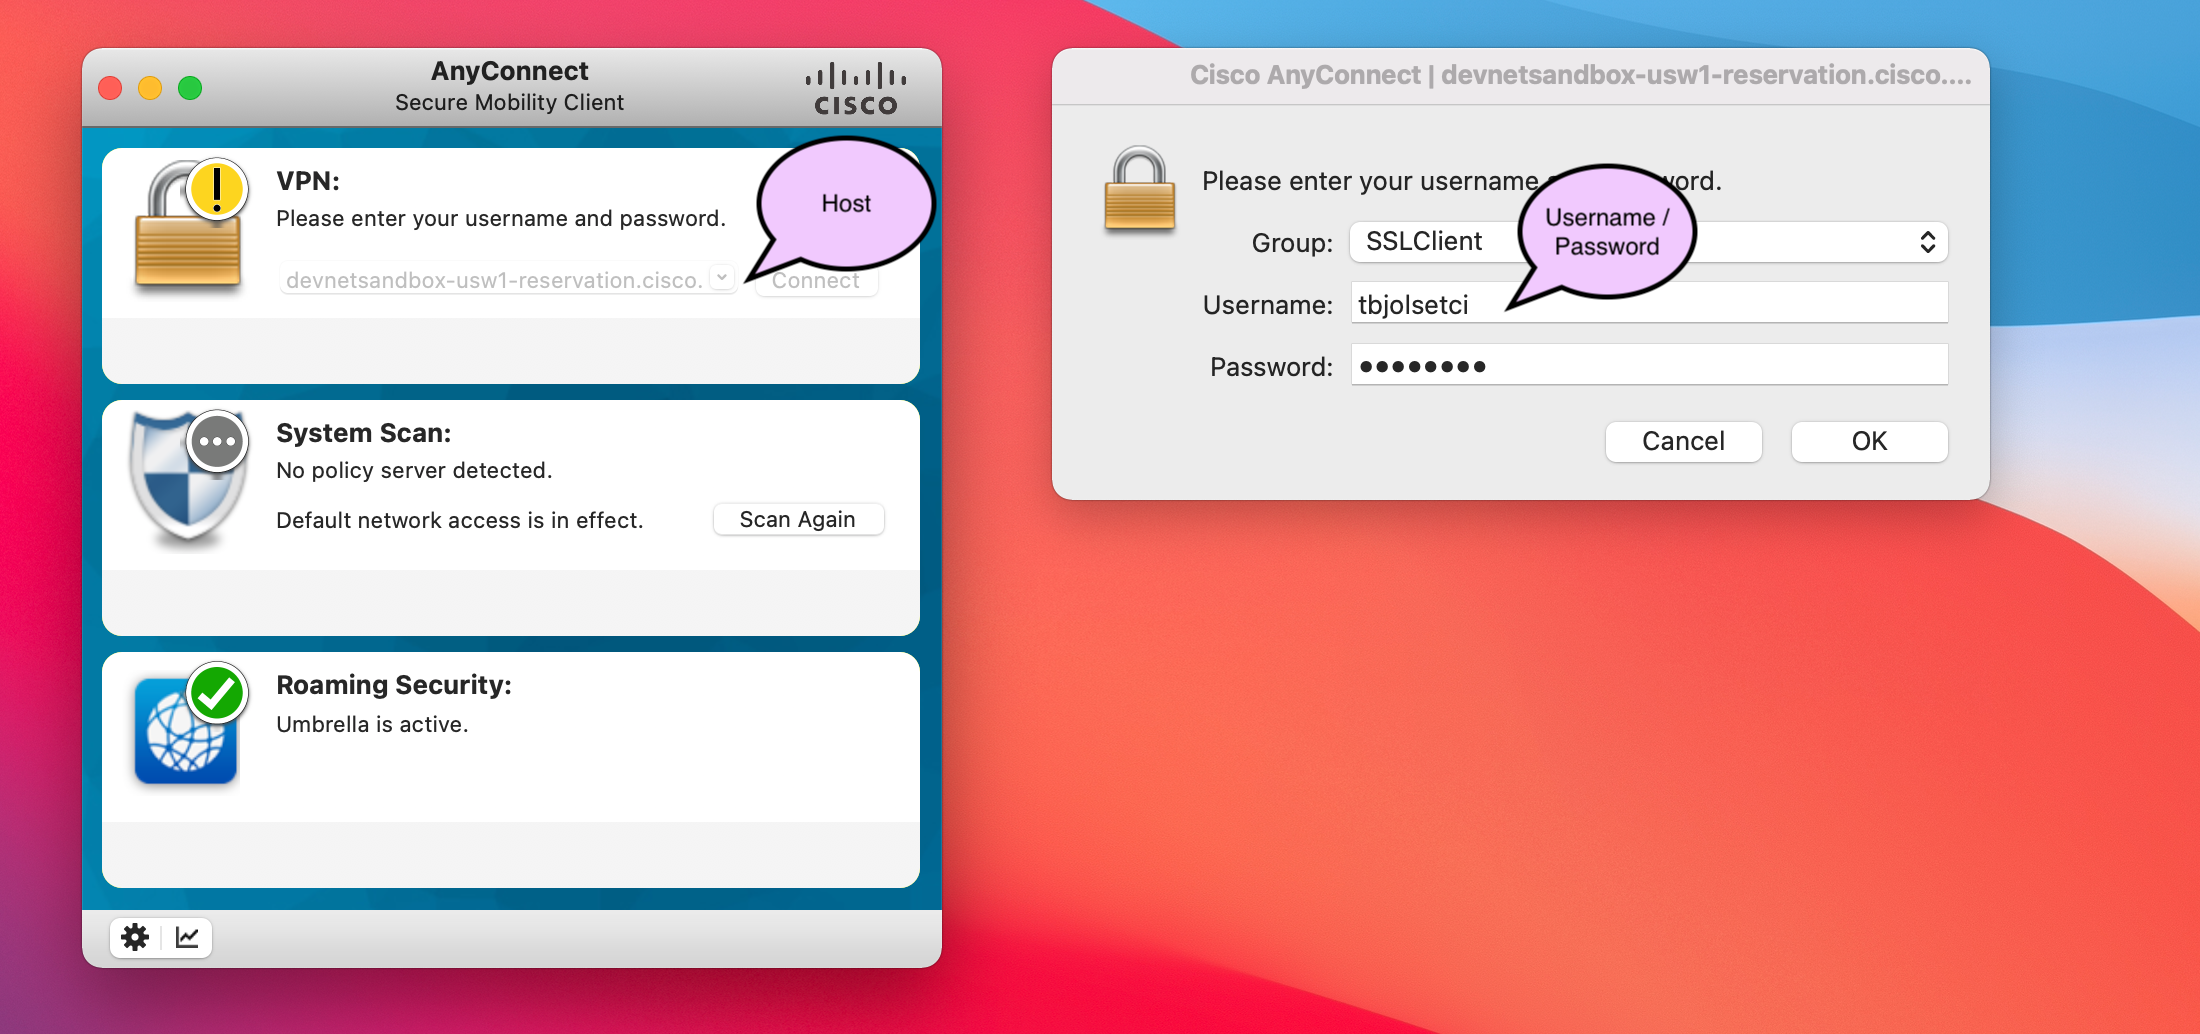 AnyConnect
Secure Mobility Client
CISCO
VPN:
Please enter your username and password.
devnetsandbox-usw1-reservation.cisco.
Connect
Host
System Scan:
No policy server detected.
Default network access is in effect.
Scan Again
Roaming Security:
Umbrella is active.
Cisco AnyConnect | devnetsandbox-usw1-reservation.cisco....
Please enter your username word.
Username /
Password
Group: SSLClient
Username: tbjolsetci
Password: ••••••••
Cancel OK